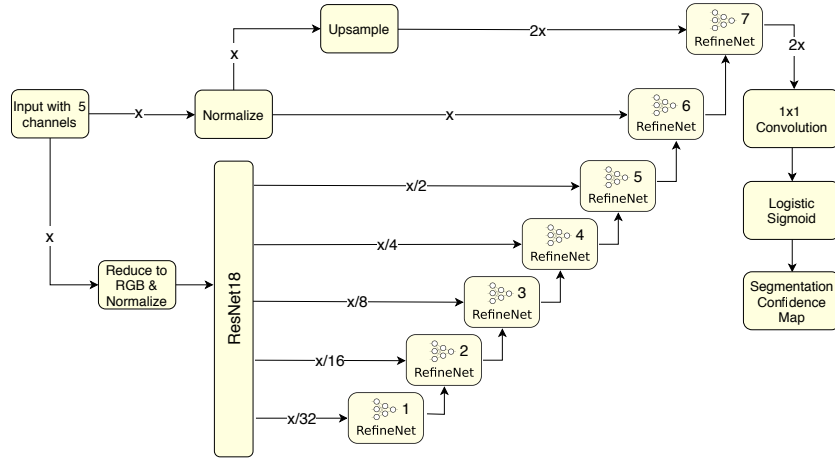 7
RefineNet
Upsample
2x
2x
x
Input with 5
channels
x
Normalize
x
6
RefineNet
1x1
Convolution
x/2
5
RefineNet
Logistic
Sigmoid
x
x/4
4
RefineNet
Reduce to
RGB &
Normalize
ResNet18
x/8
3
RefineNet
Segmentation
Confidence
Map
x/16
2
RefineNet
x/32
1
RefineNet